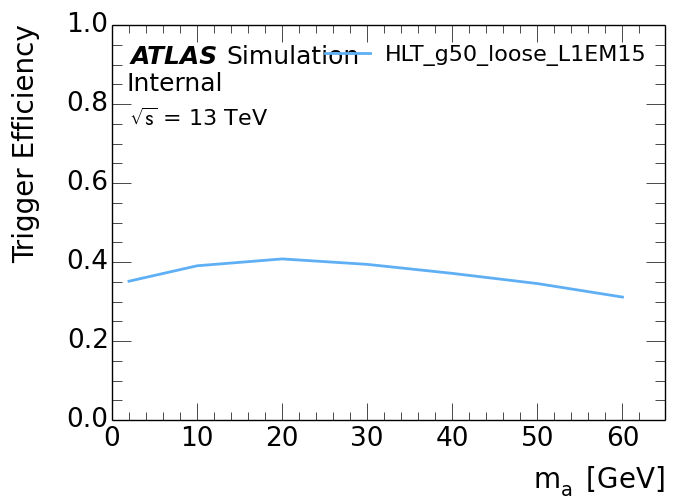 1.0
ATLAS Simulation
Internal
HLT_g50_loose_L1EM15
√s = 13 TeV
0.8
0.6
0.4
0.2
0.0
Trigger Efficiency
0 10 20 30 40 50 60
mₐ [GeV]